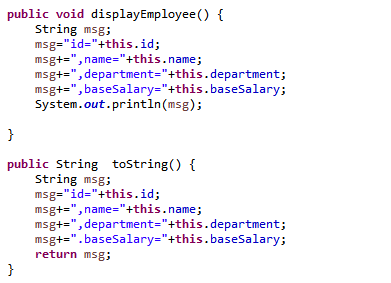 public void displayEmployee() {
String msg;
msg="id="+this.id;
msg+=",name="+this.name;
msg+=",department="+this.department;
msg+=",baseSalary="+this.baseSalary;
System.out.println(msg);
}
public String  toString() {
String msg;
msg="id="+this.id;
msg+=",name="+this.name;
msg+=",department="+this.department;
msg+=".baseSalary="+this.baseSalary;
return msg;
}